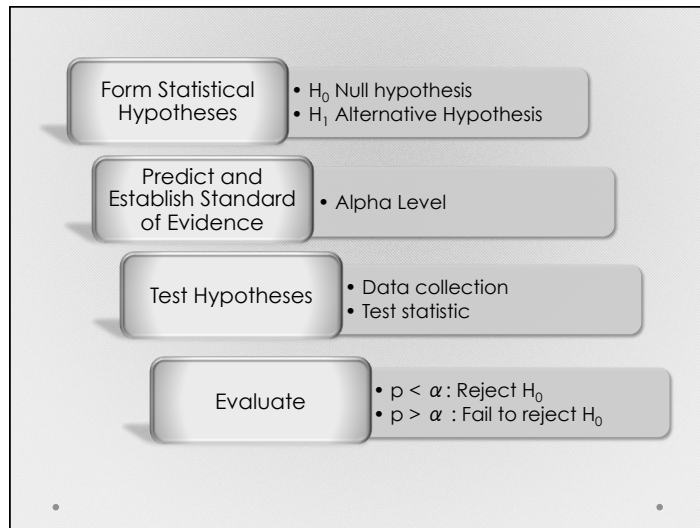 Form Statistical
Hypotheses
• H₀ Null hypothesis
• H₁ Alternative Hypothesis
Predict and
Establish Standard
of Evidence
• Alpha Level
Test Hypotheses
• Data collection
• Test statistic
Evaluate
• p < α : Reject H₀
• p > α : Fail to reject H₀